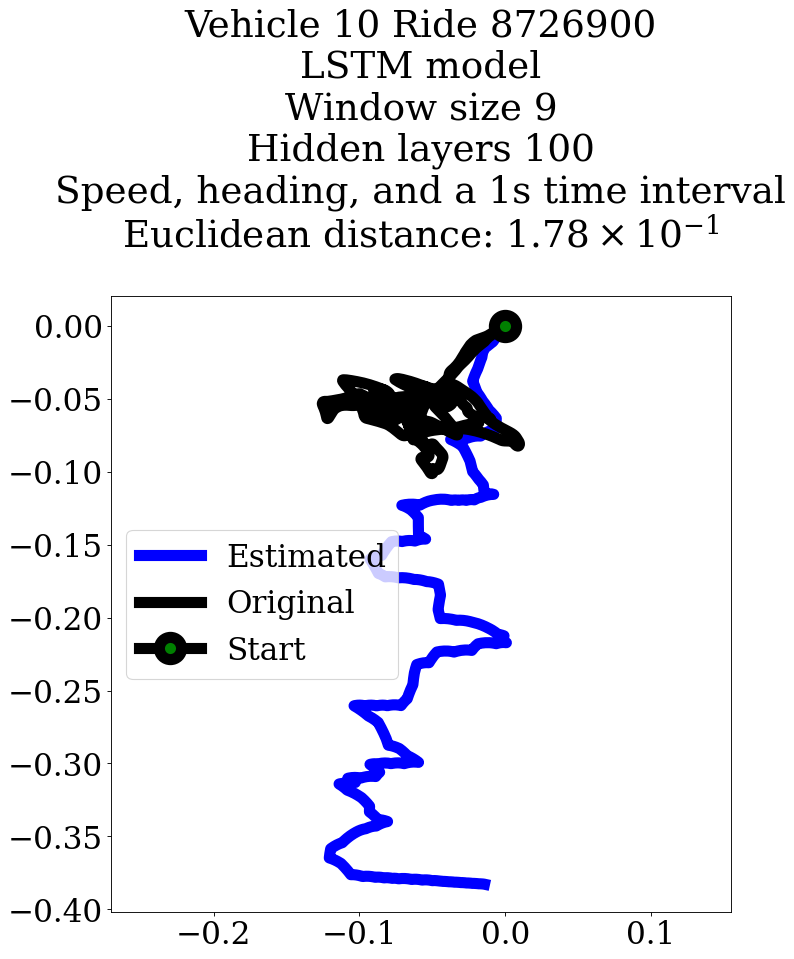 Vehicle 10 Ride 8726900
LSTM model
Window size 9
Hidden layers 100
Speed, heading, and a 1s time interval
Euclidean distance: 1.78 × 10⁻¹
0.00
−0.05
−0.10
−0.15
−0.20
−0.25
−0.30
−0.35
−0.40
Estimated
Original
Start
−0.2 −0.1 0.0 0.1